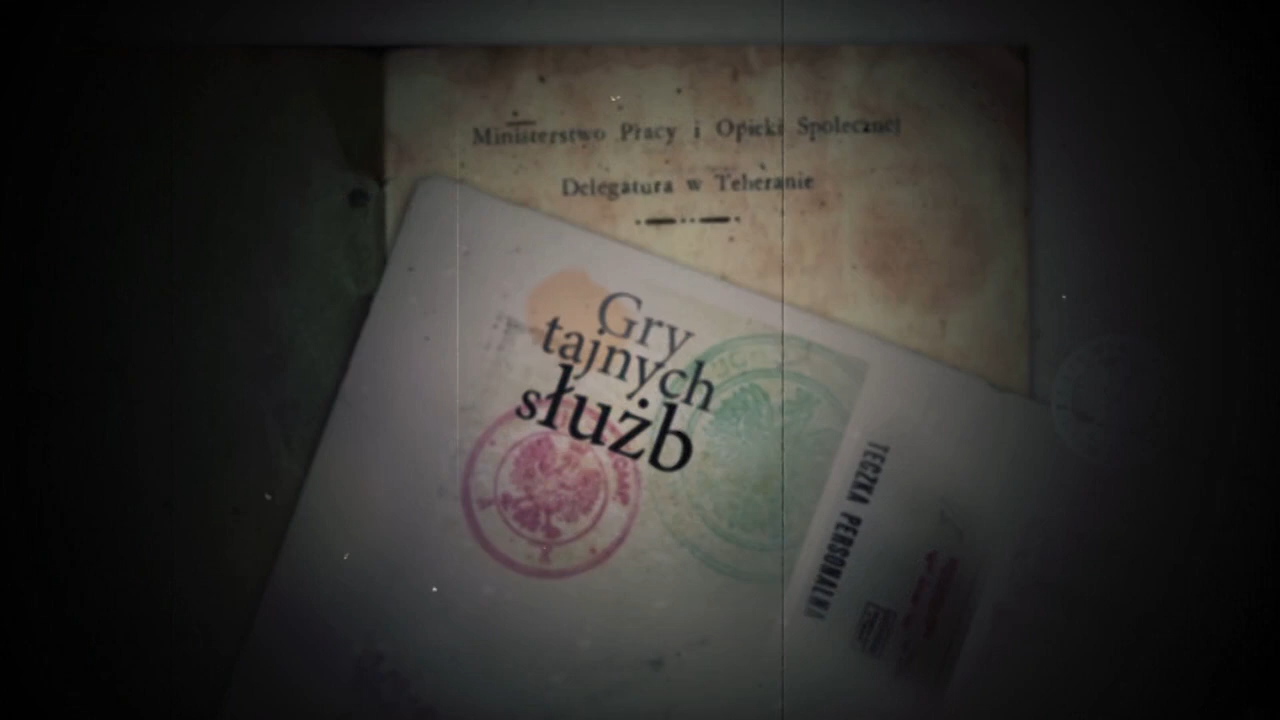 Ministerstwo Pracy i Opieki Społecznej
Delegatura w Teheranie
Gry
tajnych
służb
TECZKA PERSONALNA